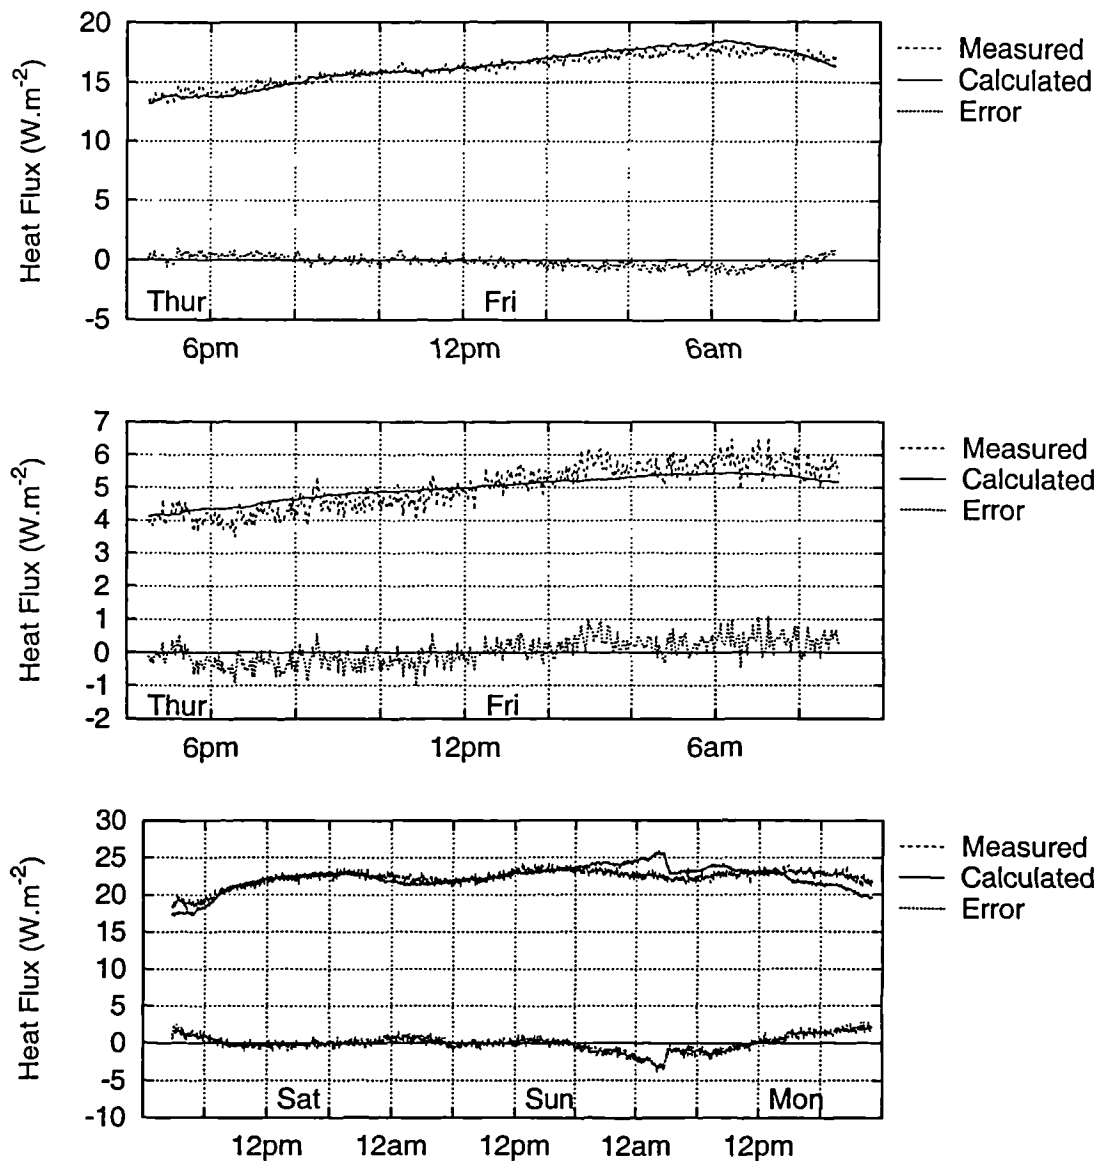 20
15
10
5
0
-5
Heat Flux (W.m-2)
Thur
Fri
6pm
12pm
6am
Measured
Calculated
Error
7
6
5
4
3
2
1
0
-1
-2
Heat Flux (W.m-2)
Thur
Fri
6pm
12pm
6am
Measured
Calculated
Error
30
25
20
15
10
5
0
-5
-10
Heat Flux (W.m-2)
Sat
Sun
Mon
12pm
12am
12pm
12am
12pm
Measured
Calculated
Error